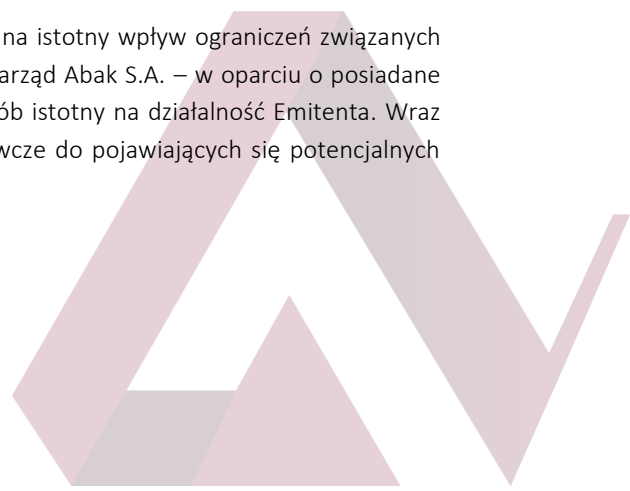 na istotny wpływ ograniczeń związanych
arząd Abak S.A. – w oparciu o posiadane
ób istotny na działalność Emitenta. Wraz
wcze do pojawiających się potencjalnych